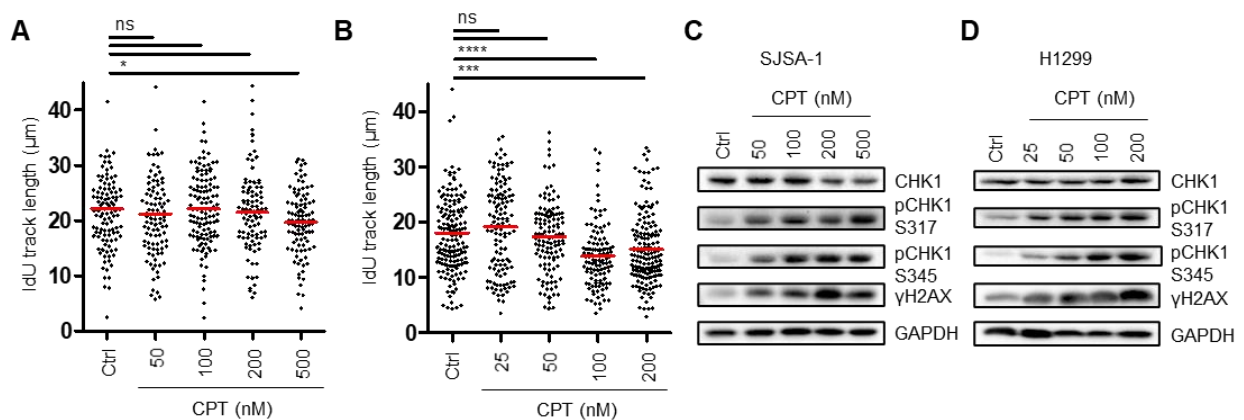 A
ns
*
IdU track length (µm)
40
30
20
10
0
Ctrl
50
100
200
500
CPT (nM)
B
ns
****
***
IdU track length (µm)
40
30
20
10
0
Ctrl
25
50
100
200
CPT (nM)
C
SJSA-1
CPT (nM)
Ctrl
50
100
200
500
CHK1
pCHK1
S317
pCHK1
S345
γH2AX
GAPDH
D
H1299
CPT (nM)
Ctrl
25
50
100
200
CHK1
pCHK1
S317
pCHK1
S345
γH2AX
GAPDH